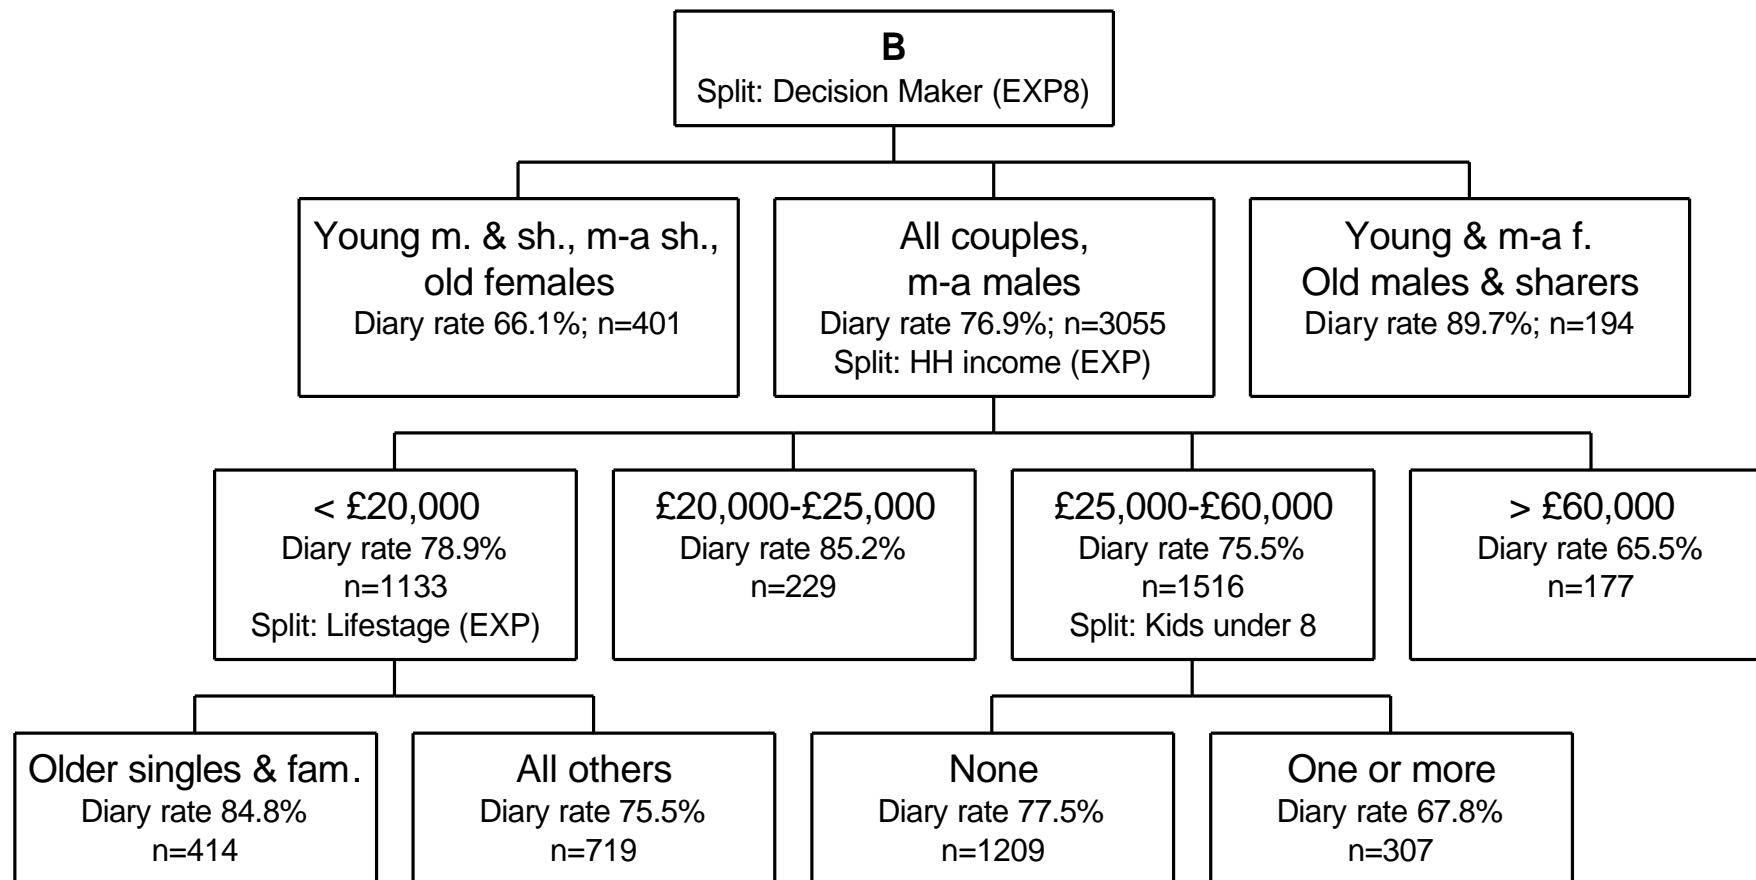 B
Split: Decision Maker (EXP8)
Young m. & sh., m-a sh.,
old females
Diary rate 66.1%; n=401
All couples,
m-a males
Diary rate 76.9%; n=3055
Split: HH income (EXP)
Young & m-a f.
Old males & sharers
Diary rate 89.7%; n=194
< £20,000
Diary rate 78.9%
n=1133
Split: Lifestage (EXP)
£20,000-£25,000
Diary rate 85.2%
n=229
£25,000-£60,000
Diary rate 75.5%
n=1516
Split: Kids under 8
> £60,000
Diary rate 65.5%
n=177
Older singles & fam.
Diary rate 84.8%
n=414
All others
Diary rate 75.5%
n=719
None
Diary rate 77.5%
n=1209
One or more
Diary rate 67.8%
n=307